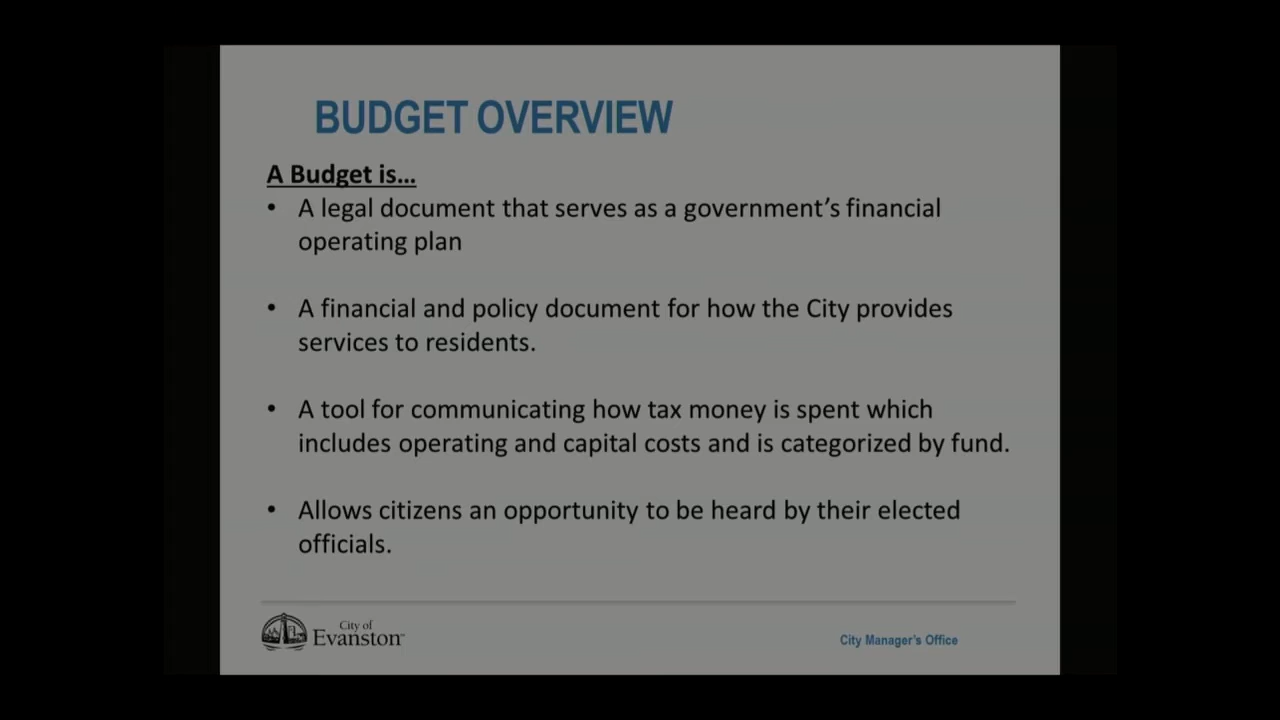 BUDGET OVERVIEW
A Budget is...
• A legal document that serves as a government’s financial
operating plan
• A financial and policy document for how the City provides
services to residents.
• A tool for communicating how tax money is spent which
includes operating and capital costs and is categorized by fund.
• Allows citizens an opportunity to be heard by their elected
officials.
City of
Evanston™
City Manager’s Office